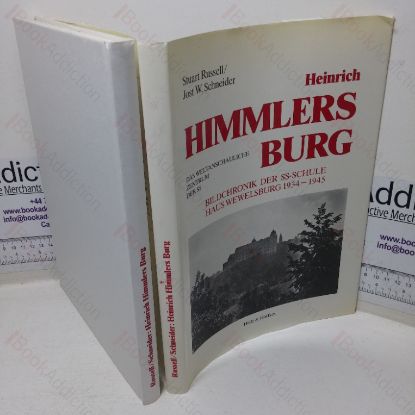 Stuart Russell/
Jost W. Schneider
Heinrich
HIMMLERS
BURG
DAS WELTANSCHAULICHE
ZENTRUM
DER SS
BILDCHRONIK DER SS-SCHULE
HAUS WEWELSBURG 1934 – 1945
Russell/Schneider: Heinrich Himmlers Burg
Russell/Schneider: Heinrich Himmlers Burg
BookAddiction